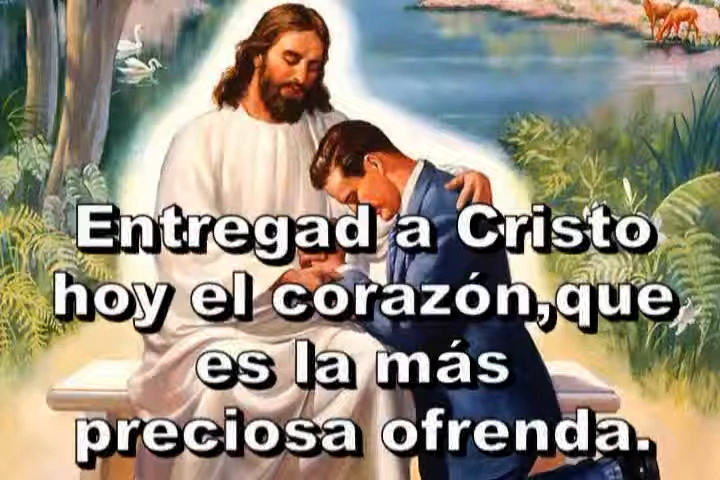 Entregad a Cristo
hoy el corazón,que
es la más
preciosa ofrenda.